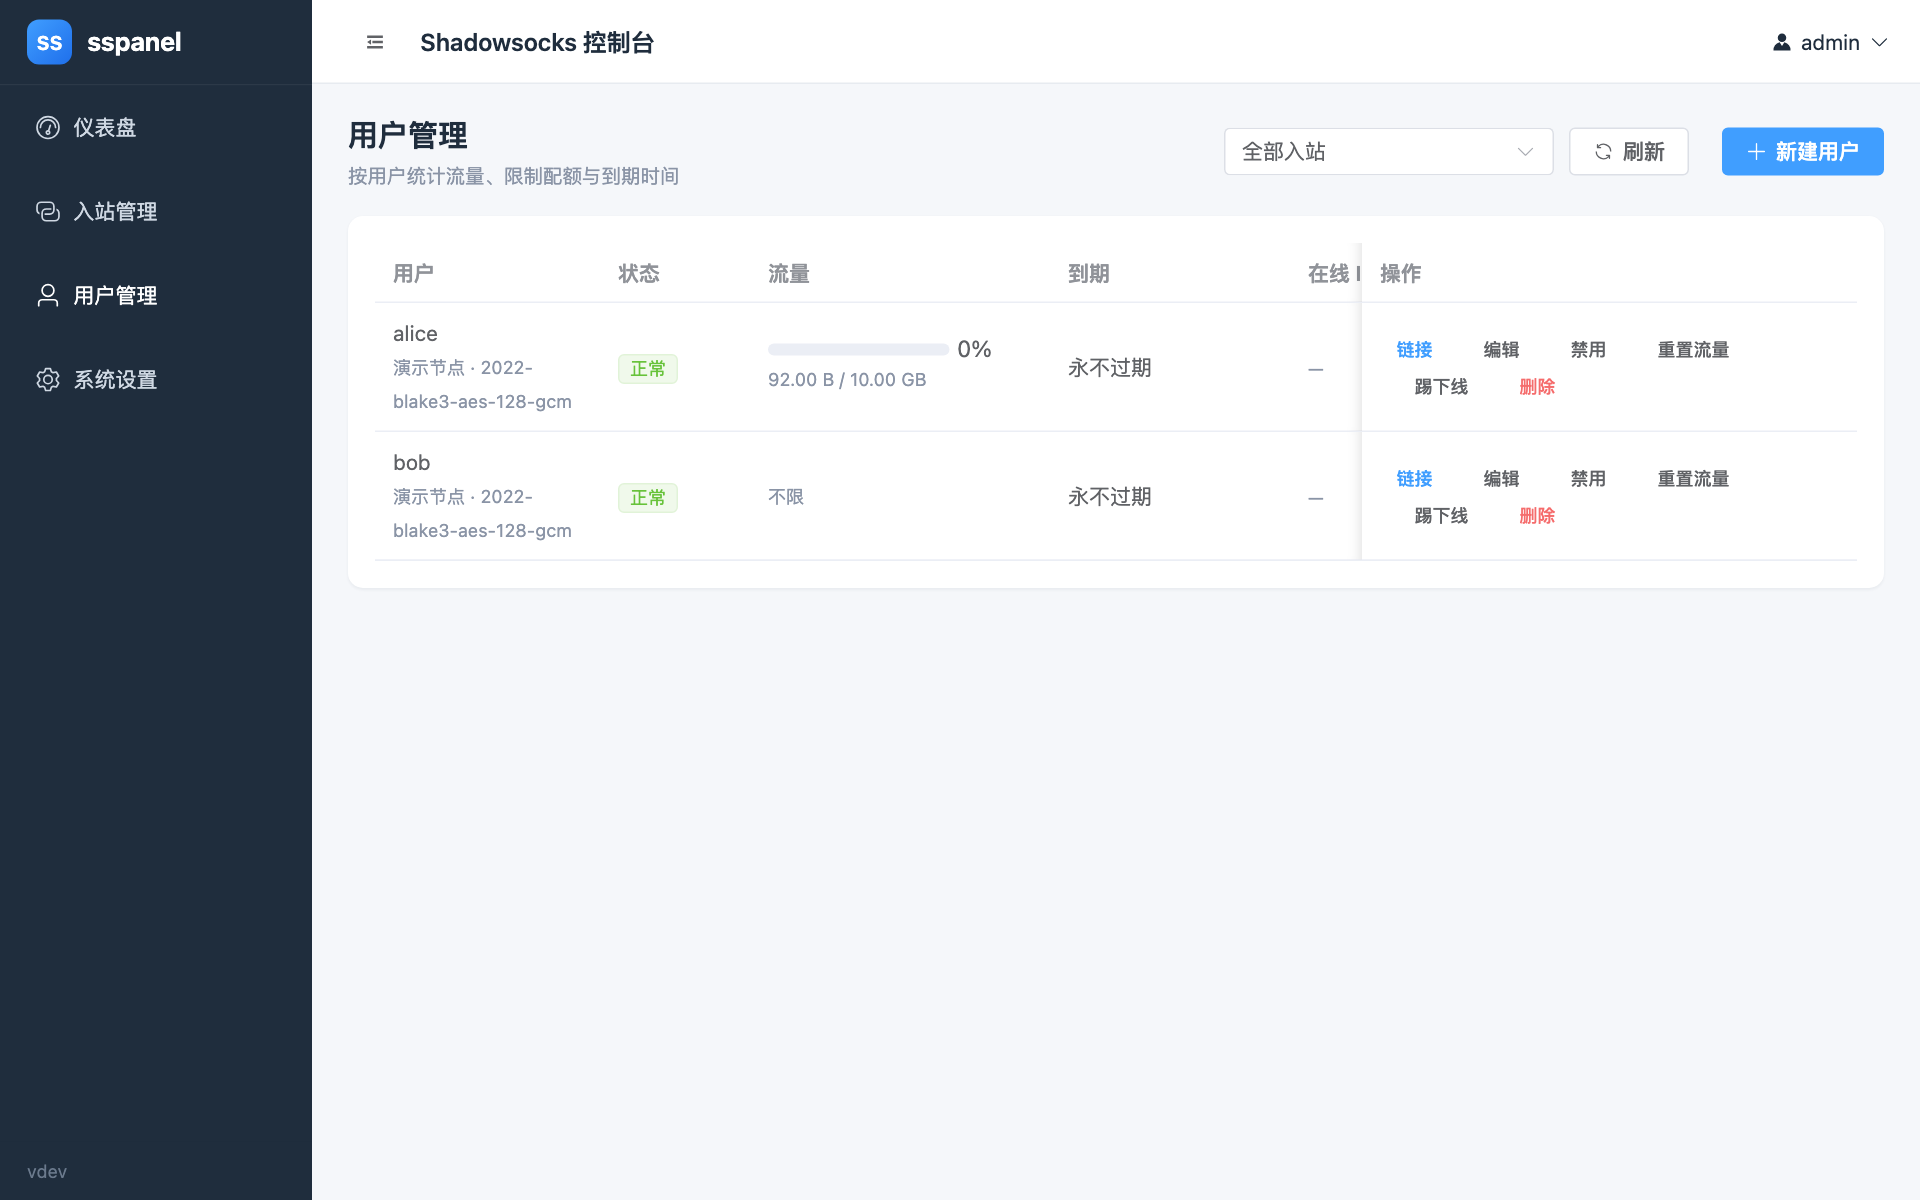 ss sspanel
仪表盘
入站管理
用户管理
系统设置
vdev
Shadowsocks 控制台
admin
用户管理
按用户统计流量、限制配额与到期时间
全部入站
刷新
新建用户
用户 状态 流量 到期 在线 I 操作
alice
演示节点 · 2022-
blake3-aes-128-gcm
正常
0%
92.00 B / 10.00 GB
永不过期
—
链接 编辑 禁用 重置流量
踢下线 删除
bob
演示节点 · 2022-
blake3-aes-128-gcm
正常
不限
永不过期
—
链接 编辑 禁用 重置流量
踢下线 删除